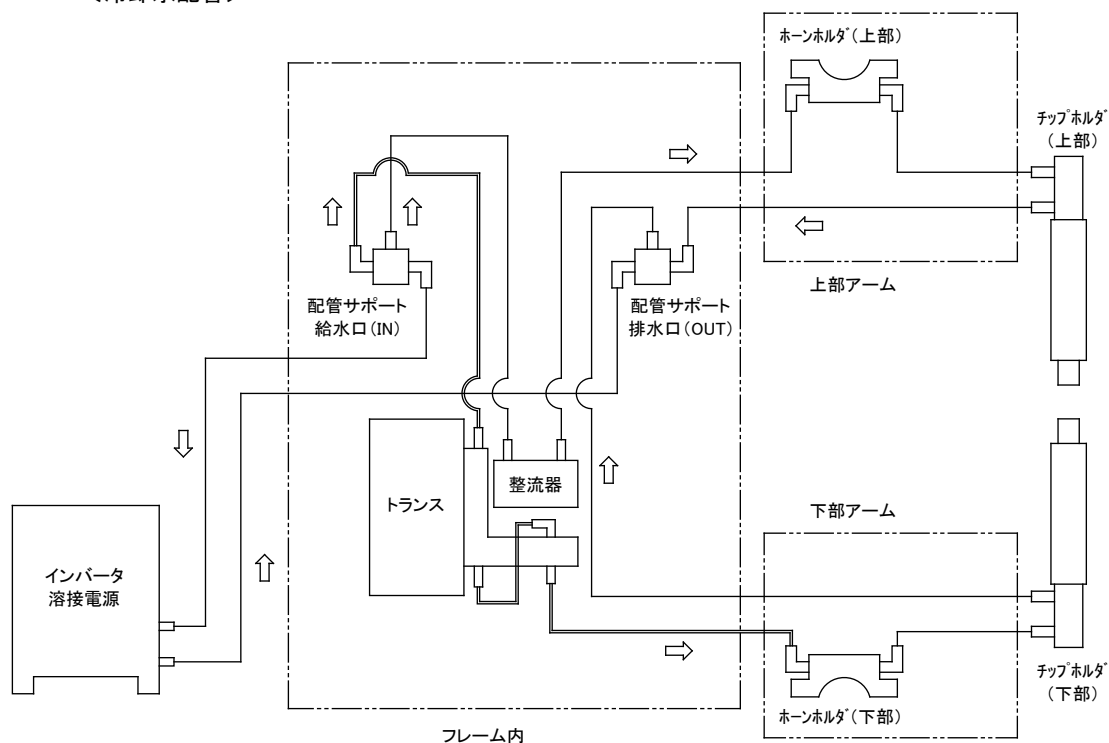 ホーンホルダ(上部)
チップホルダ
(上部)
配管サポート
給水口(IN)
配管サポート
排水口(OUT)
上部アーム
トランス
整流器
下部アーム
インバータ
溶接電源
チップホルダ
(下部)
ホーンホルダ(下部)
フレーム内